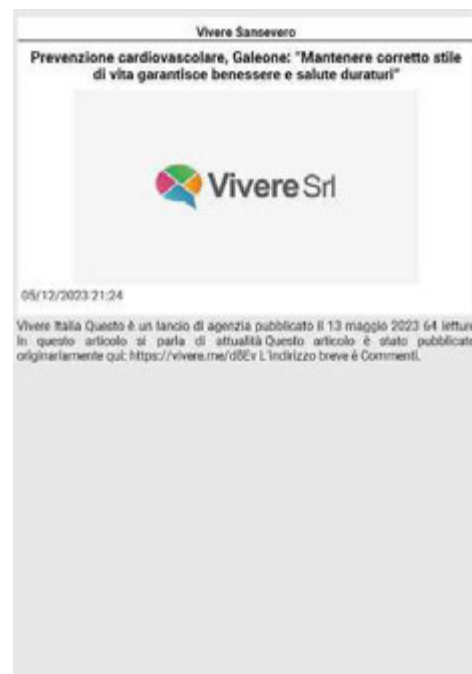 Vivere Sansevero
Prevenzione cardiovascolare, Galeone: "Mantenere corretto stile
di vita garantisce benessere e salute duraturi"
Vivere Srl
05/12/2023 21:24
Vivere Italia Questo è un lancio di agenzia pubblicato il 13 maggio 2023 64 letture
In questo articolo si parla di attualità Questo articolo è stato pubblicato
originariamente qui: https://vivere.me/d8Ev L'indirizzo breve è Commenti.